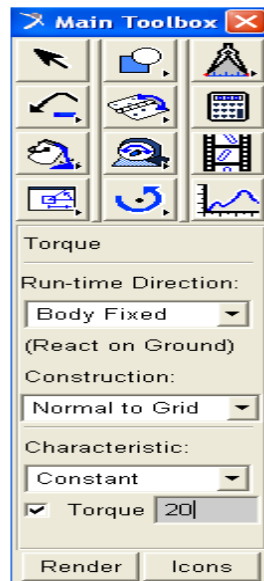 Main Toolbox
Torque
Run-time Direction:
Body Fixed
(React on Ground)
Construction:
Normal to Grid
Characteristic:
Constant
Torque 20
Render Icons